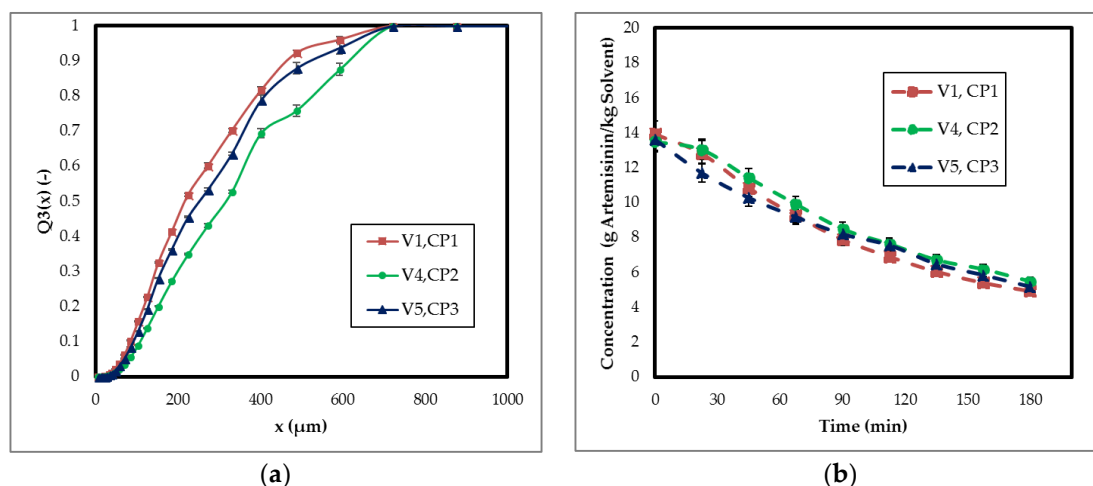 Q3(x) (-)
1
0.9
0.8
0.7
0.6
0.5
0.4
0.3
0.2
0.1
0
V1,CP1
V4,CP2
V5,CP3
0 200 400 600 800 1000
x (µm)
(a)
Concentration (g Artemisinin/kg Solvent)
20
18
16
14
12
10
8
6
4
2
0
V1, CP1
V4, CP2
V5, CP3
0 30 60 90 120 150 180
Time (min)
(b)